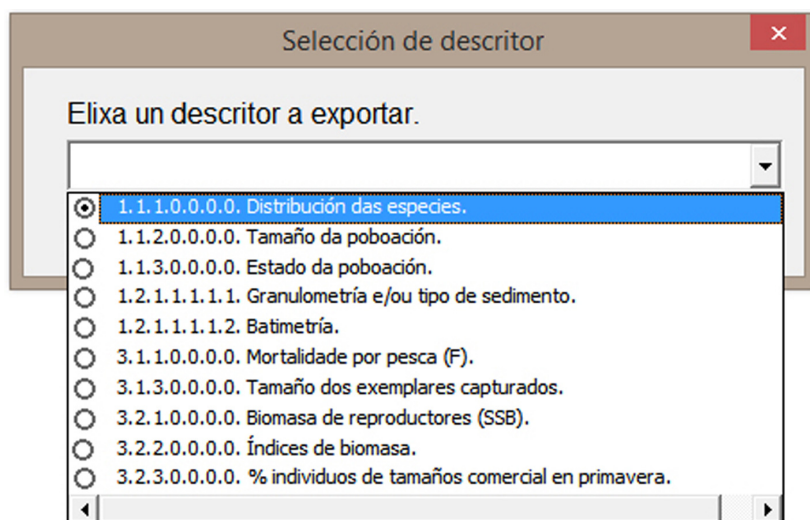 Selección de descritor
Elixa un descritor a exportar.
1.1.1.0.0.0.0. Distribución das especies.
1.1.2.0.0.0.0. Tamaño da poboación.
1.1.3.0.0.0.0. Estado da poboación.
1.2.1.1.1.1.1. Granulometría e/ou tipo de sedimento.
1.2.1.1.1.1.2. Batimetría.
3.1.1.0.0.0.0. Mortalidade por pesca (F).
3.1.3.0.0.0.0. Tamaño dos exemplares capturados.
3.2.1.0.0.0.0. Biomasa de reproductores (SSB).
3.2.2.0.0.0.0. Índices de biomasa.
3.2.3.0.0.0.0. % individuos de tamaños comercial en primavera.